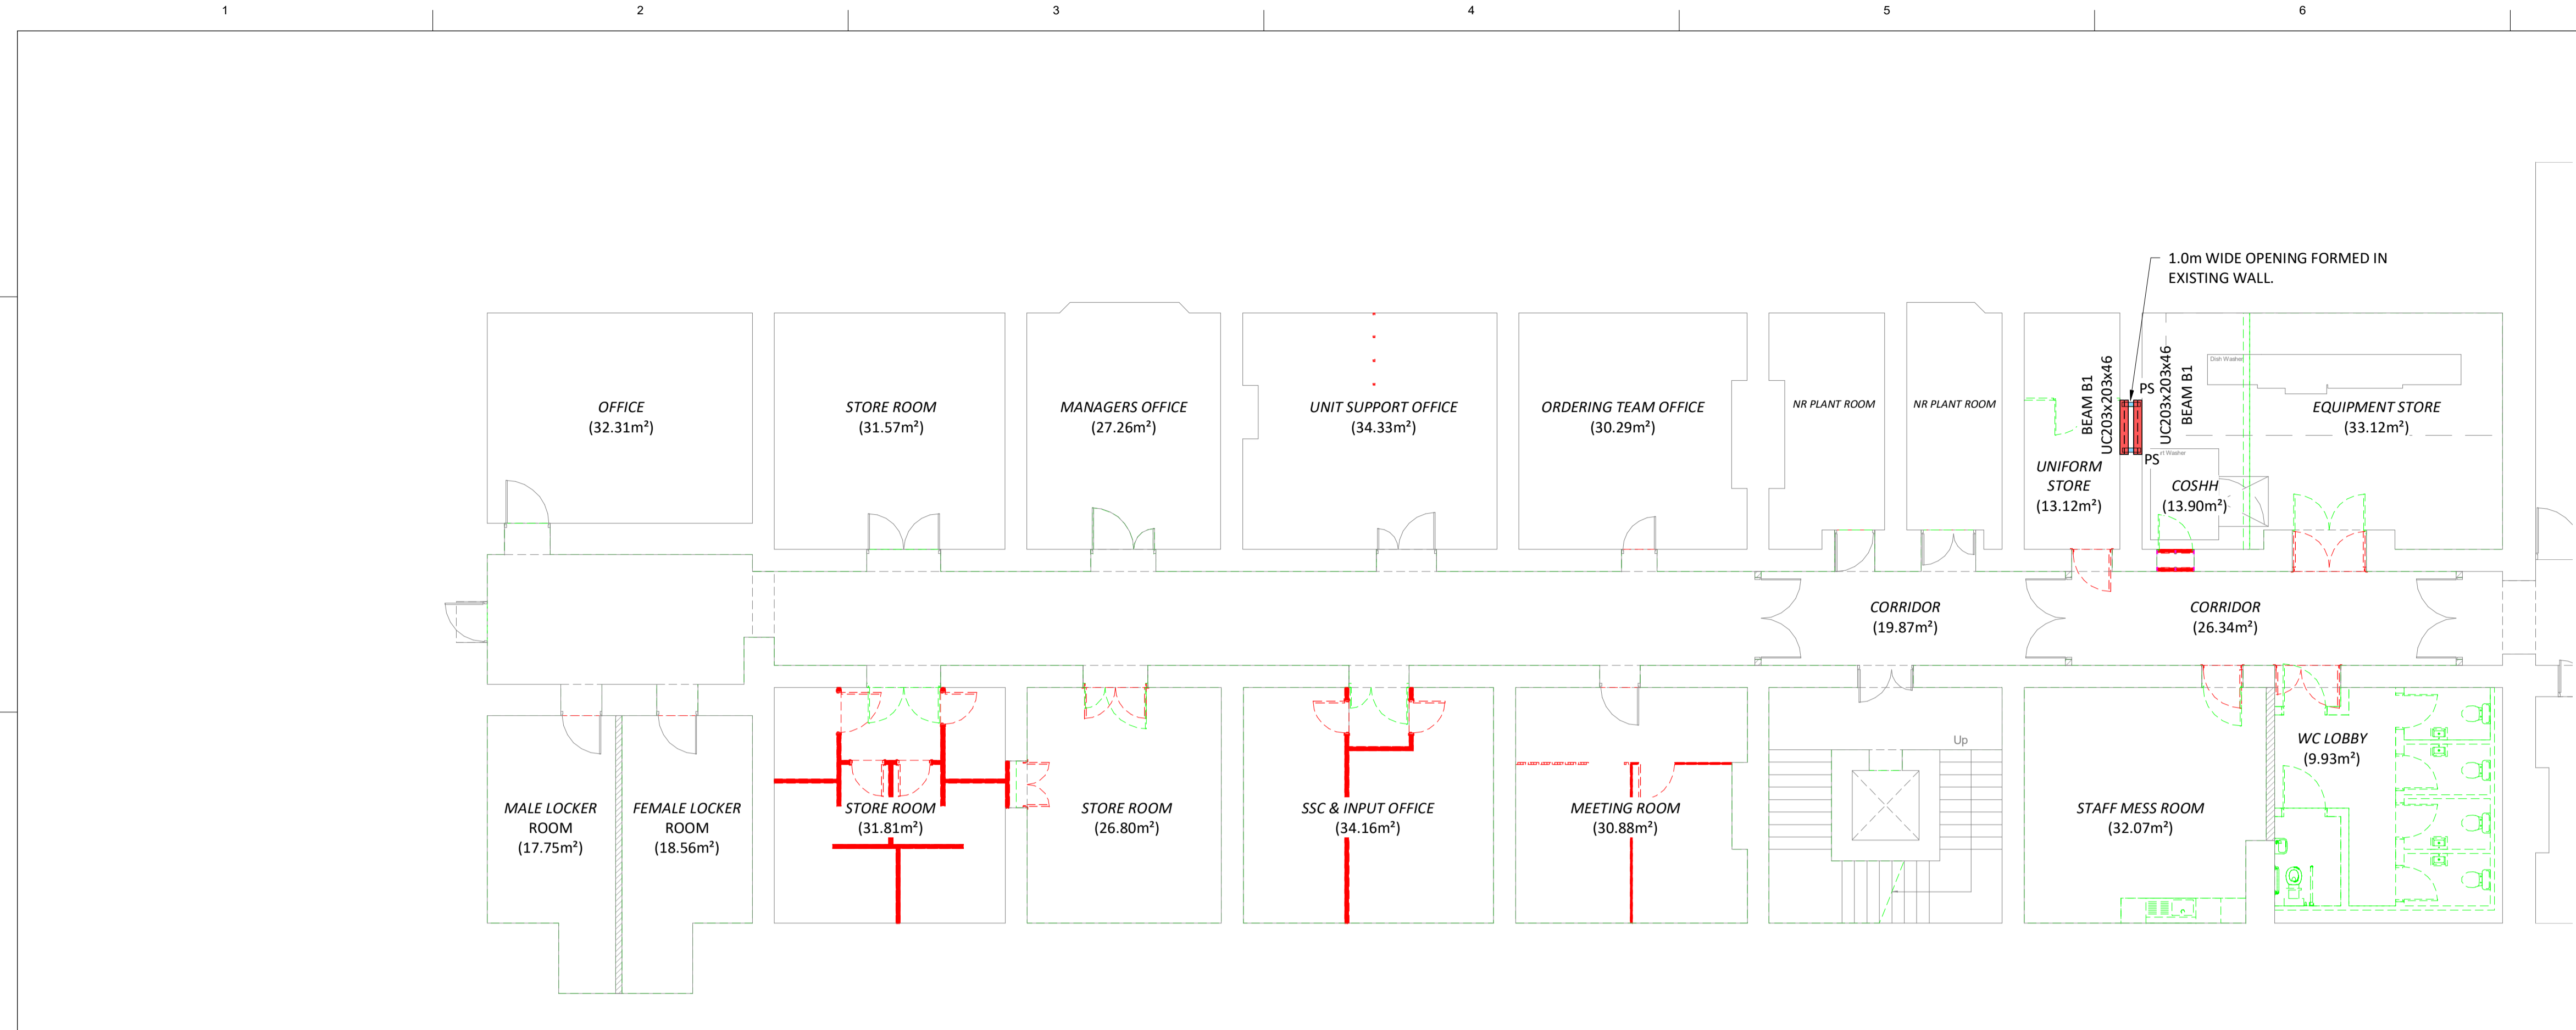 1 2 3 4 5 6
1.0m WIDE OPENING FORMED IN
EXISTING WALL.
OFFICE
(32.31m²)
STORE ROOM
(31.57m²)
MANAGERS OFFICE
(27.26m²)
UNIT SUPPORT OFFICE
(34.33m²)
ORDERING TEAM OFFICE
(30.29m²)
NR PLANT ROOM
NR PLANT ROOM
BEAM B1
UC203x203x46
PS
PS
UC203x203x46
BEAM B1
Dish Washer
EQUIPMENT STORE
(33.12m²)
UNIFORM
STORE
(13.12m²)
Washer
COSHH
(13.90m²)
CORRIDOR
(19.87m²)
CORRIDOR
(26.34m²)
MALE LOCKER
ROOM
(17.75m²)
FEMALE LOCKER
ROOM
(18.56m²)
STORE ROOM
(31.81m²)
STORE ROOM
(26.80m²)
SSC & INPUT OFFICE
(34.16m²)
MEETING ROOM
(30.88m²)
Up
STAFF MESS ROOM
(32.07m²)
WC LOBBY
(9.93m²)